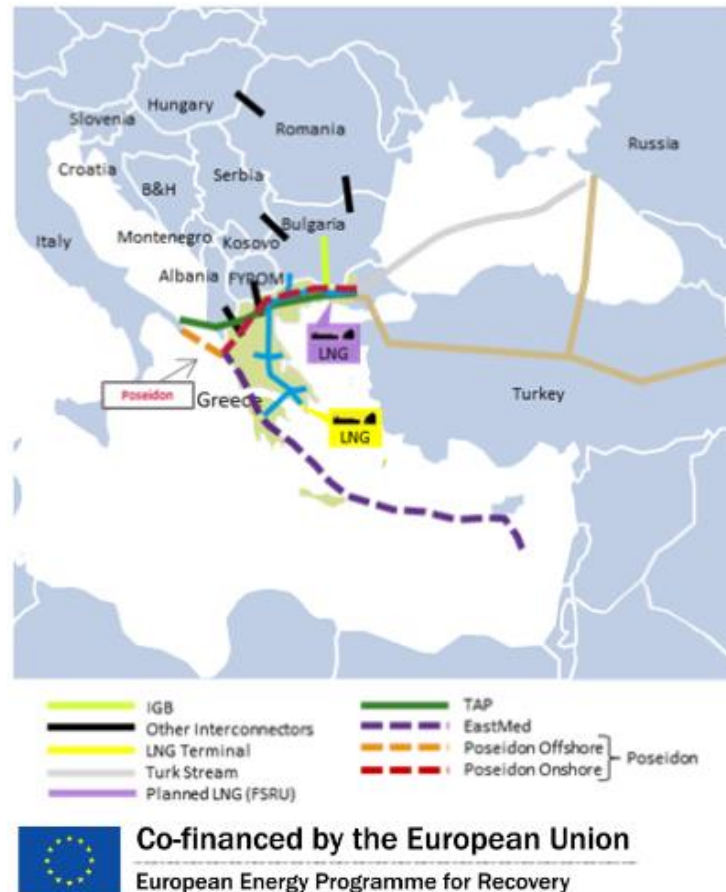 Hungary
Slovenia
Romania
Russia
Croatia
Serbia
B&H
Bulgaria
Italy
Montenegro
Kosovo
Albania
FYROM
LNG
Poseidon
Greece
Turkey
LNG
IGB
Other Interconnectors
LNG Terminal
Turk Stream
Planned LNG (FSRU)
TAP
EastMed
Poseidon Offshore
Poseidon Onshore
Poseidon
Co-financed by the European Union
European Energy Programme for Recovery